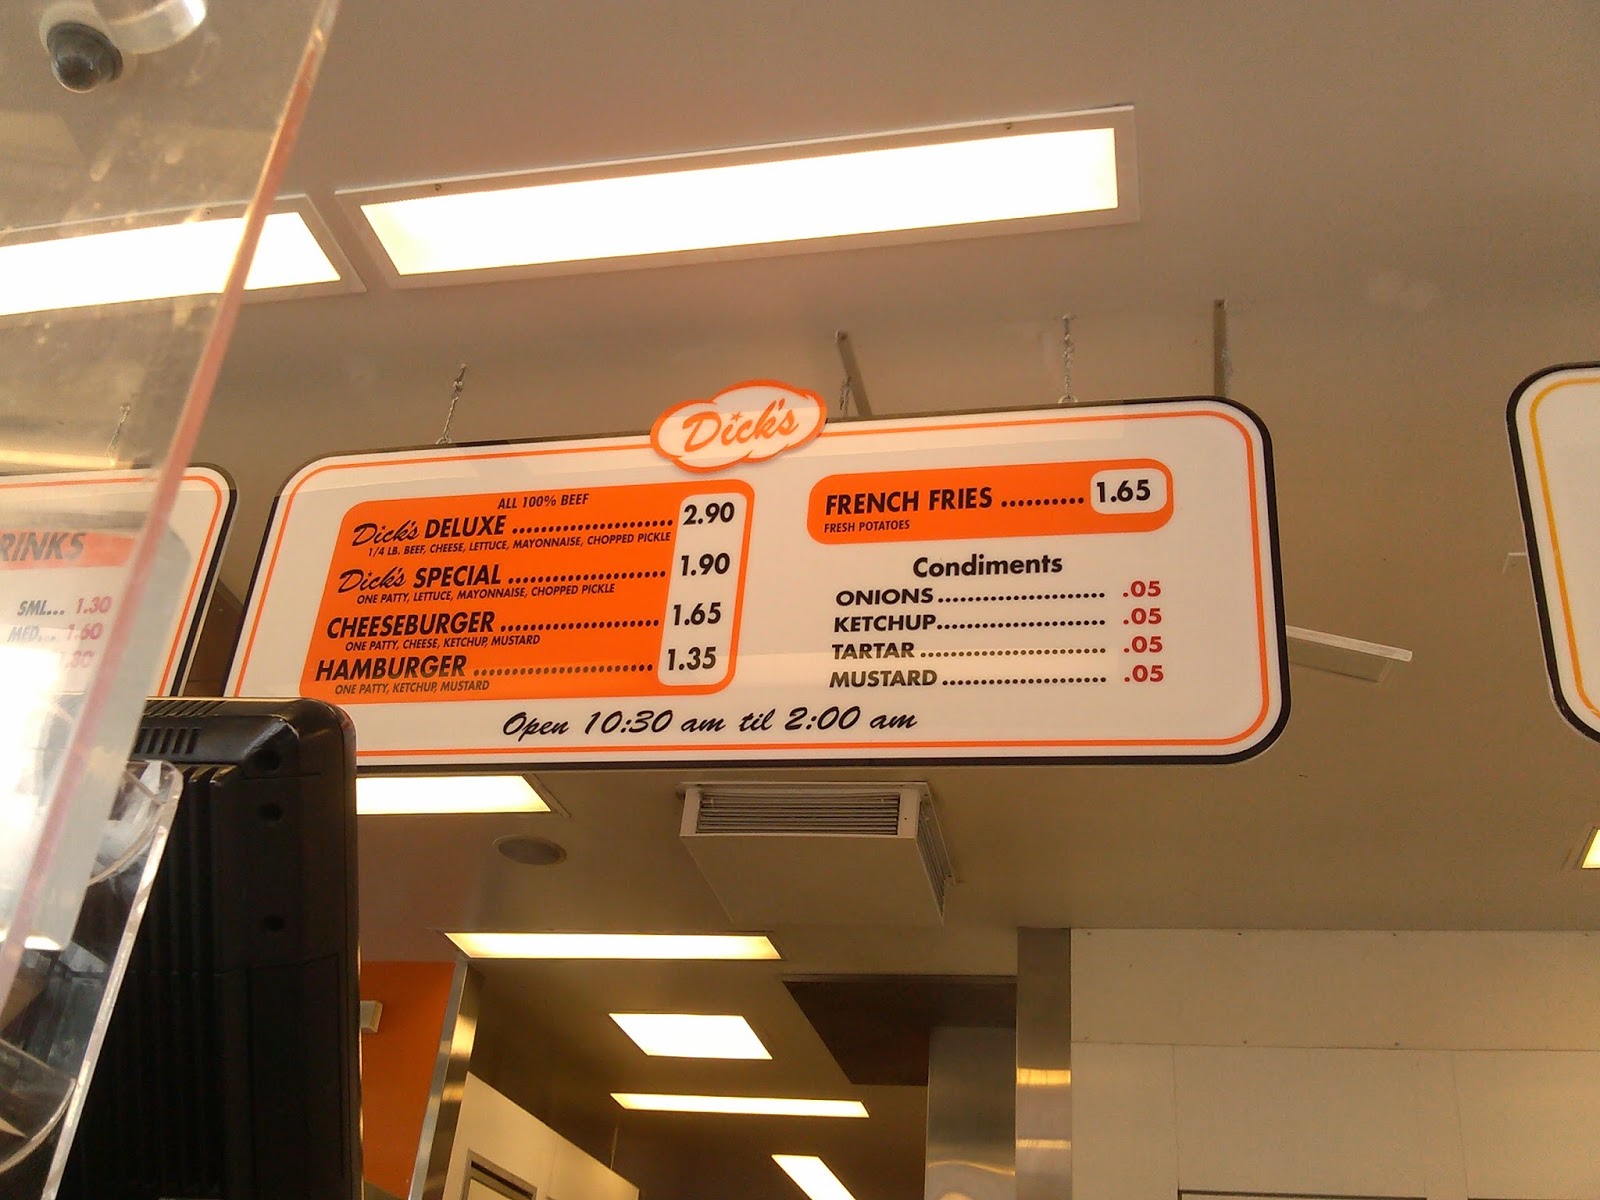 Dick's
ALL 100% BEEF
Dick's DELUXE ...................... 2.90
1/4 LB. BEEF, CHEESE, LETTUCE, MAYONNAISE, CHOPPED PICKLE
Dick's SPECIAL ..................... 1.90
ONE PATTY, LETTUCE, MAYONNAISE, CHOPPED PICKLE
CHEESEBURGER ..................... 1.65
ONE PATTY, CHEESE, KETCHUP, MUSTARD
HAMBURGER ........................ 1.35
ONE PATTY, KETCHUP, MUSTARD
FRENCH FRIES .......... 1.65
FRESH POTATOES
Condiments
ONIONS ...................... .05
KETCHUP...................... .05
TARTAR ........................ .05
MUSTARD ..................... .05
Open 10:30 am til 2:00 am
RINKS
SML... 1.30
MED... 1.60